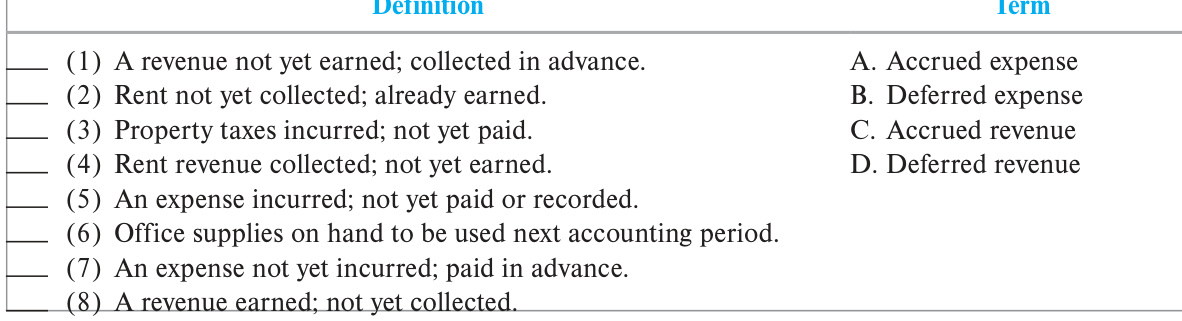 Definition Term
___ (1) A revenue not yet earned; collected in advance. A. Accrued expense
___ (2) Rent not yet collected; already earned. B. Deferred expense
___ (3) Property taxes incurred; not yet paid. C. Accrued revenue
___ (4) Rent revenue collected; not yet earned. D. Deferred revenue
___ (5) An expense incurred; not yet paid or recorded.
___ (6) Office supplies on hand to be used next accounting period.
___ (7) An expense not yet incurred; paid in advance.
___ (8) A revenue earned; not yet collected.